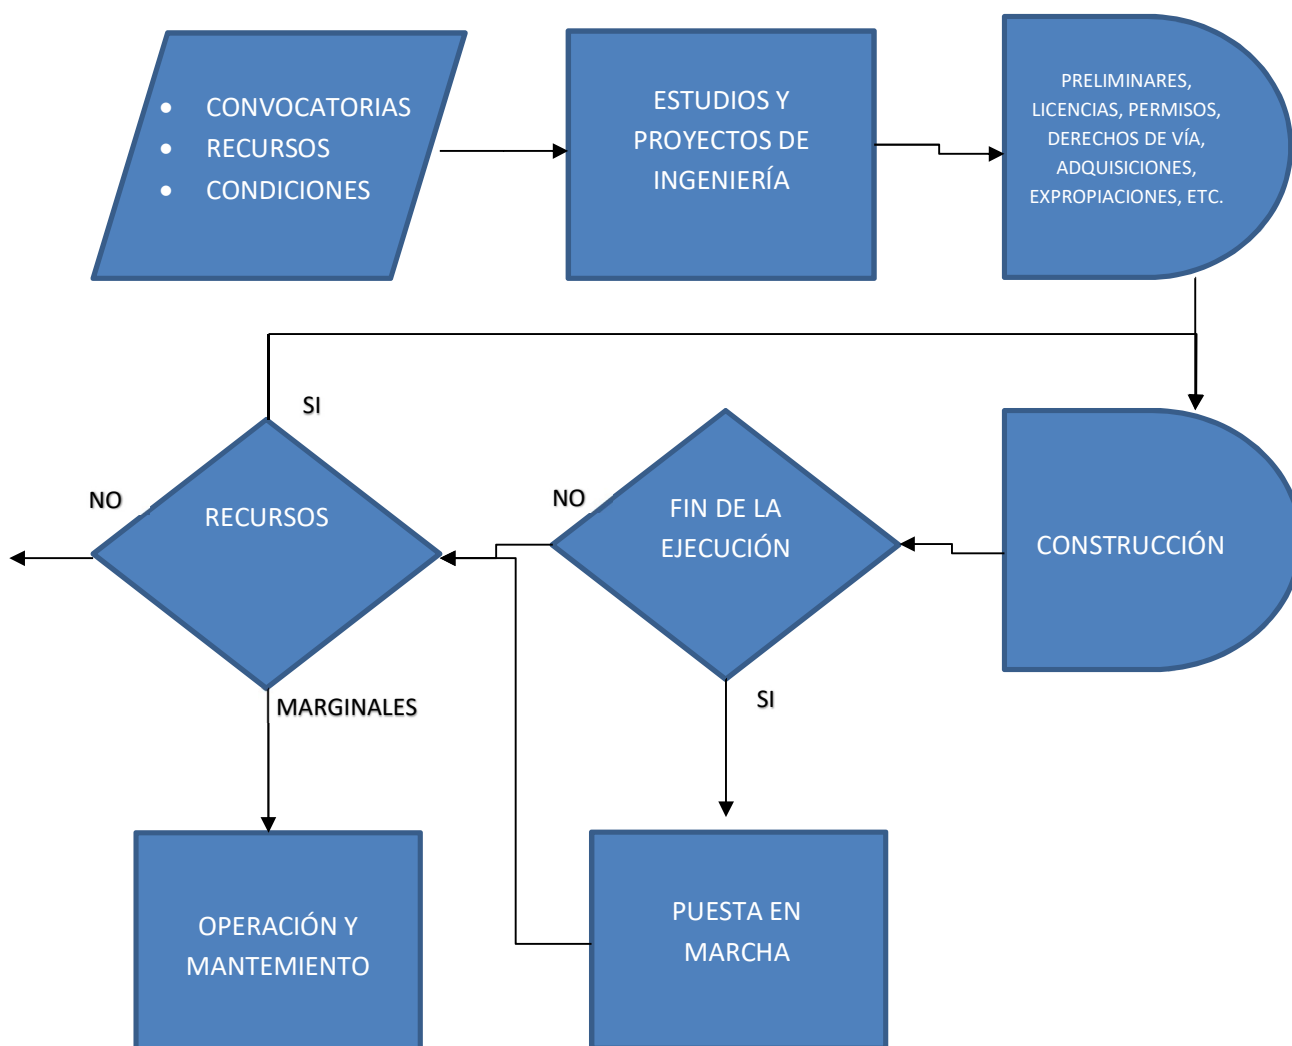 • CONVOCATORIAS
• RECURSOS
• CONDICIONES
ESTUDIOS Y
PROYECTOS DE
INGENIERÍA
PRELIMINARES,
LICENCIAS, PERMISOS,
DERECHOS DE VÍA,
ADQUISICIONES,
EXPROPIACIONES, ETC.
SI
NO
RECURSOS
NO
FIN DE LA
EJECUCIÓN
CONSTRUCCIÓN
MARGINALES
SI
OPERACIÓN Y
MANTEMIENTO
PUESTA EN
MARCHA